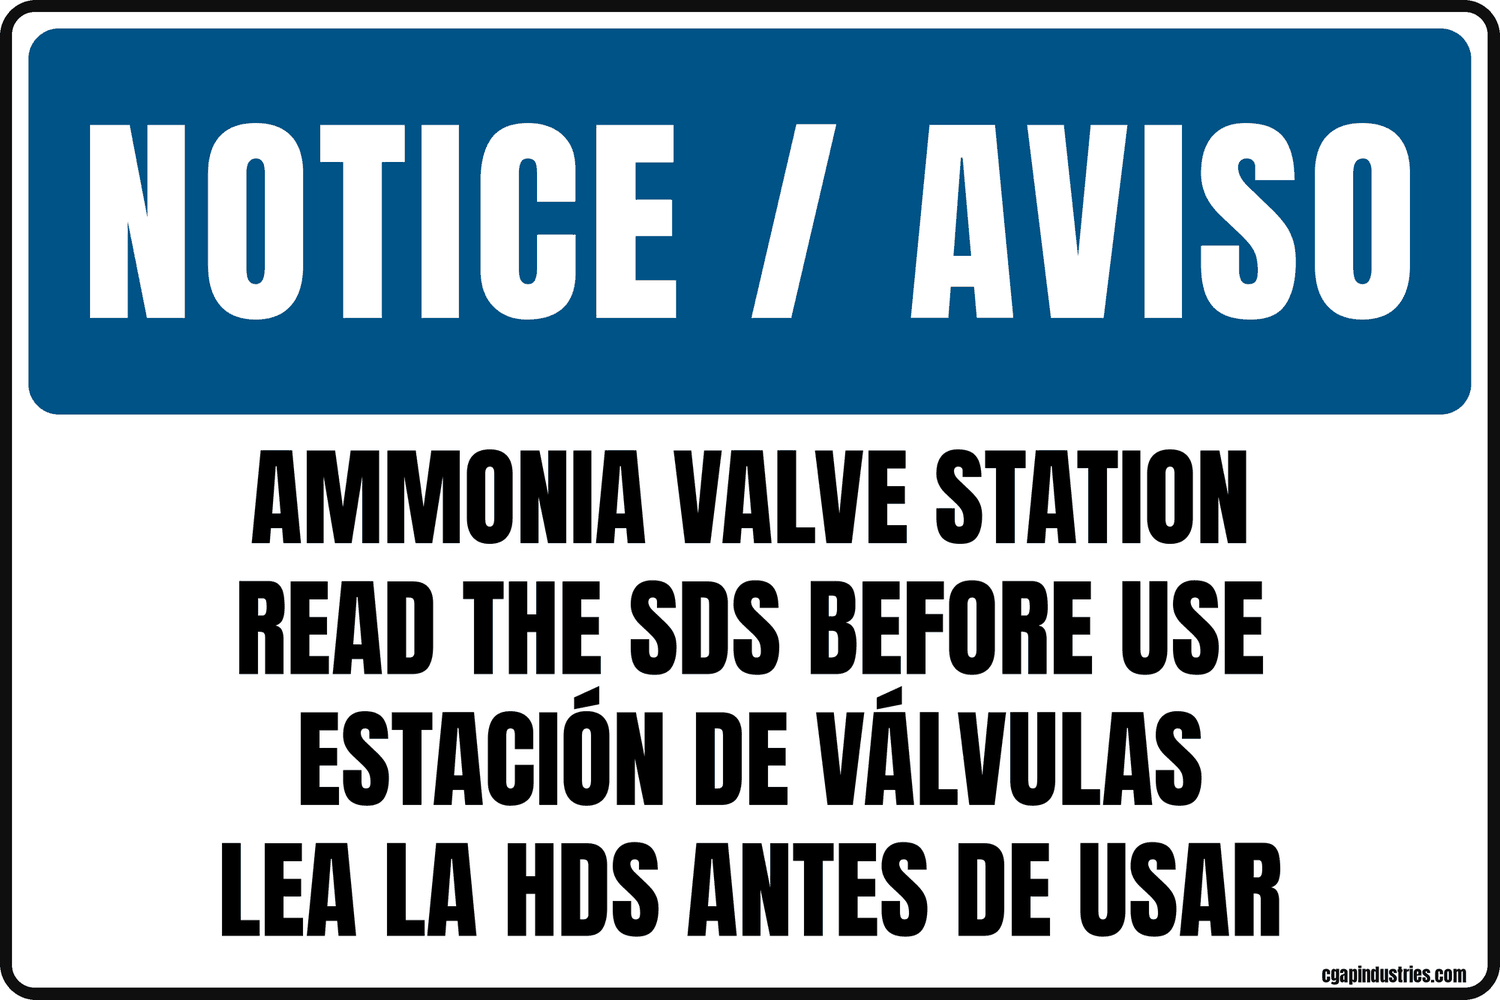 NOTICE / AVISO
AMMONIA VALVE STATION
READ THE SDS BEFORE USE
ESTACIÓN DE VÁLVULAS
LEA LA HDS ANTES DE USAR
cgapindustries.com